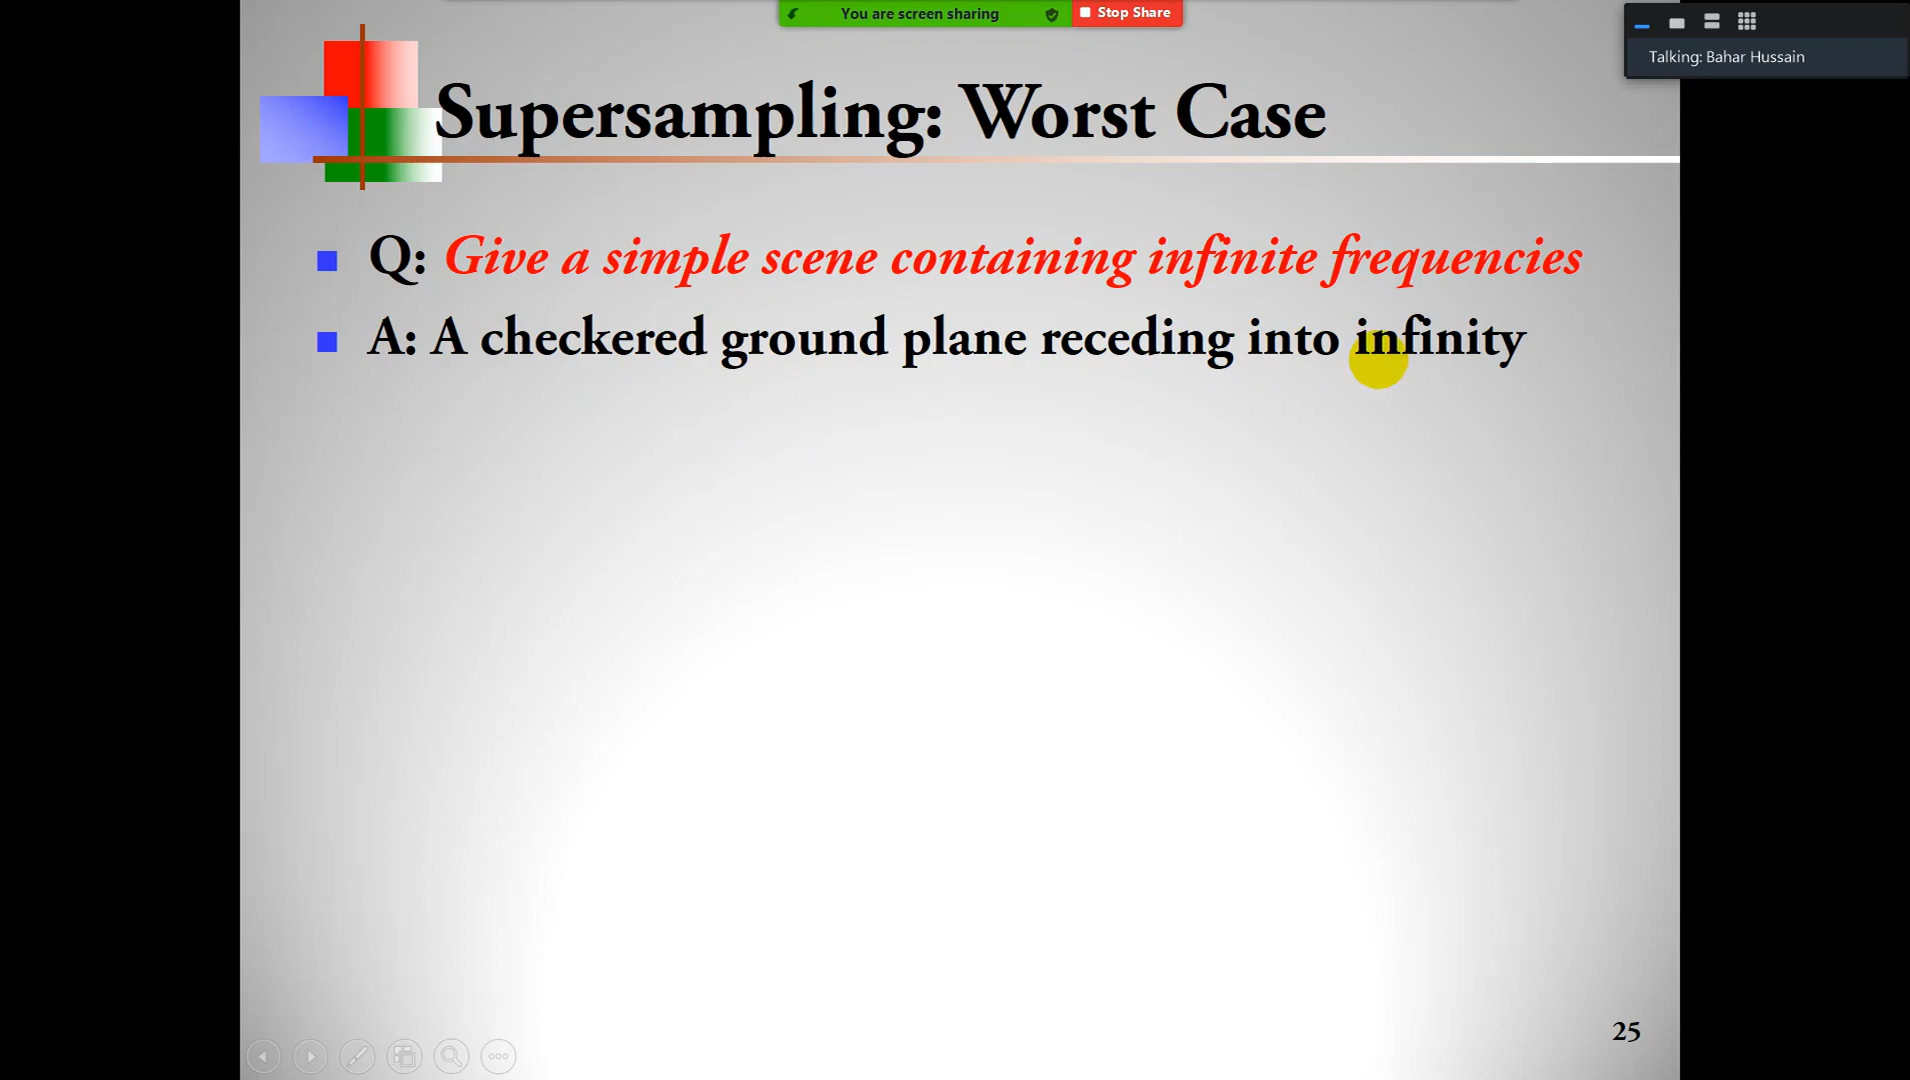 You are screen sharing
Stop Share
Talking: Bahar Hussain
Supersampling: Worst Case
Q: Give a simple scene containing infinite frequencies
A: A checkered ground plane receding into infinity
25